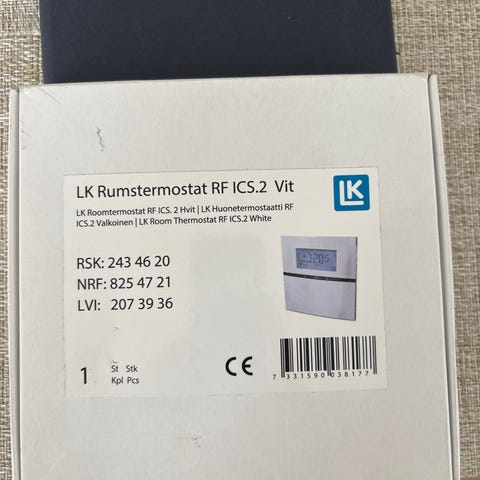 LK Rumstermostat RF ICS.2 Vit
LK
LK Roomtermostat RF ICS. 2 Hvit | LK Huonetermostaatti RF
ICS.2 Valkoinen | LK Room Thermostat RF ICS.2 White
RSK: 243 46 20
NRF: 825 47 21
LVI: 207 39 36
1
St Stk
Kpl Pcs
CE
7 331590 038177